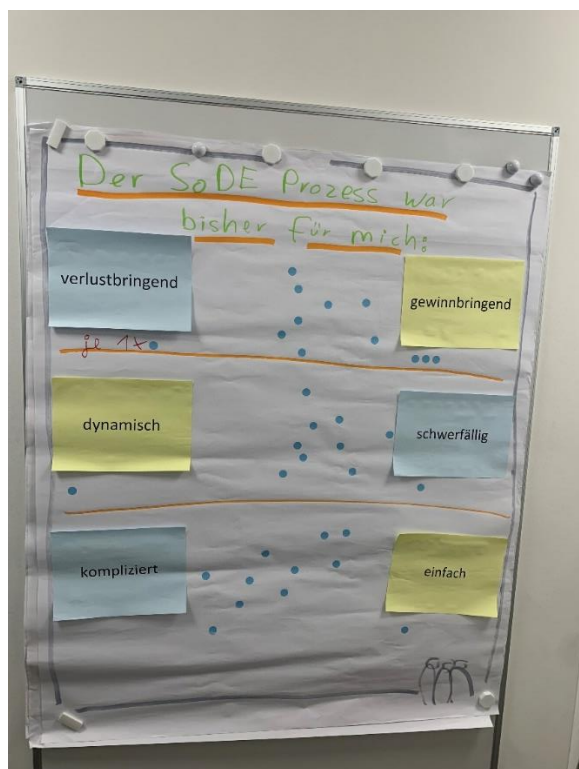 Der SoDE Prozess war
bisher für mich:
verlustbringend
gewinnbringend
je 1x
dynamisch
schwerfällig
kompliziert
einfach